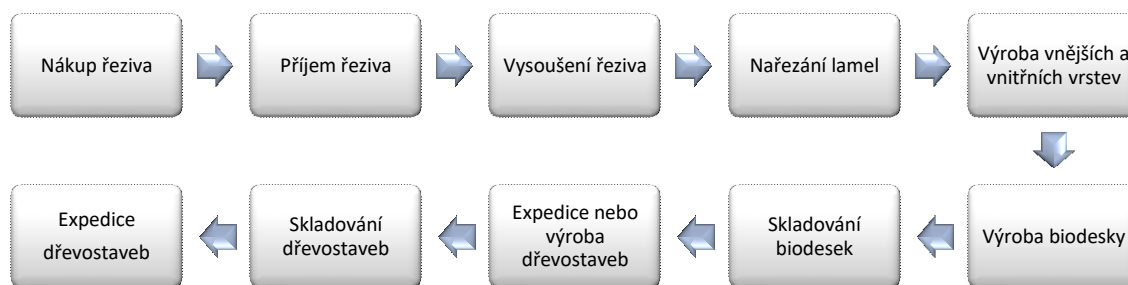 Nákup řeziva
Příjem řeziva
Vysoušení řeziva
Nařezání lamel
Výroba vnějších a
vnitřních vrstev
Výroba biodesky
Skladování
biodesek
Expedice nebo
výroba
dřevostaveb
Skladování
dřevostaveb
Expedice
dřevostaveb